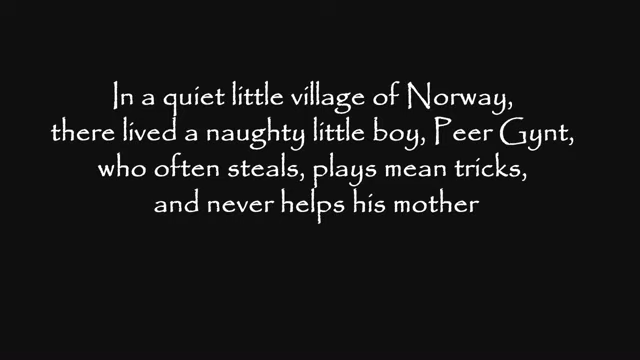 In a quiet little village of Norway,
there lived a naughty little boy, Peer Gynt,
who often steals, plays mean tricks,
and never helps his mother